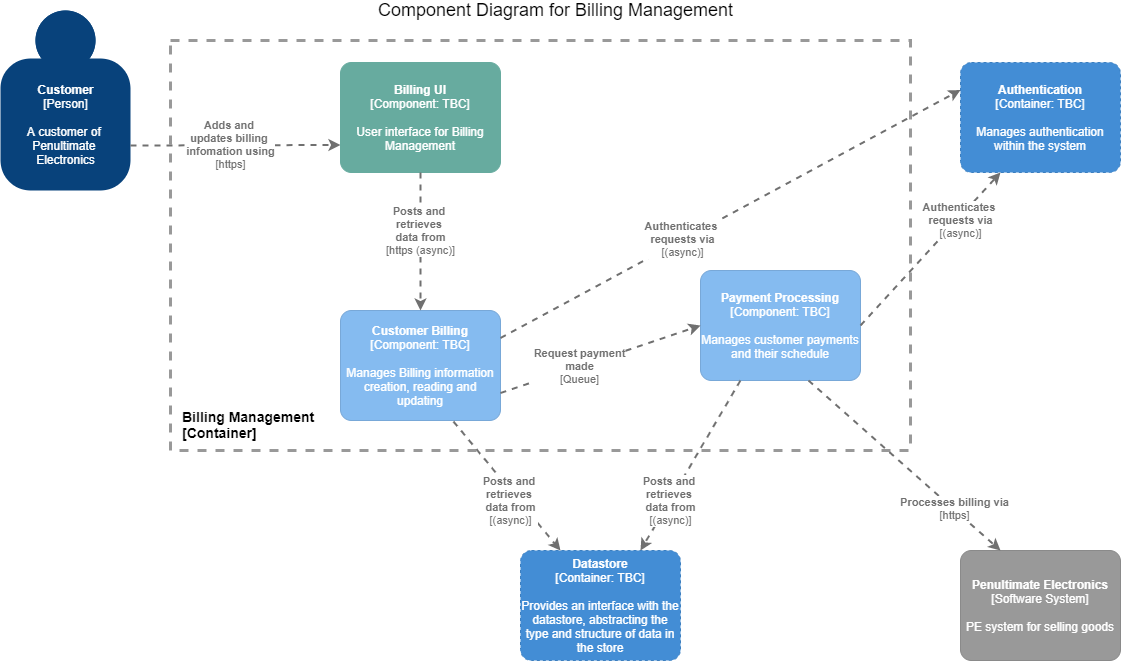 Component Diagram for Billing Management
Customer
[Person]
A customer of
Penultimate
Electronics
Adds and
updates billing
infomation using
[https]
Billing UI
[Component: TBC]
User interface for Billing
Management
Authentication
[Container: TBC]
Manages authentication
within the system
Posts and
retrieves
data from
[https (async)]
Authenticates
requests via
[(async)]
Authenticates
requests via
[(async)]
Customer Billing
[Component: TBC]
Manages Billing information
creation, reading and
updating
Request payment
made
[Queue]
Payment Processing
[Component: TBC]
Manages customer payments
and their schedule
Billing Management
[Container]
Posts and
retrieves
data from
[(async)]
Posts and
retrieves
data from
[(async)]
Processes billing via
[https]
Datastore
[Container: TBC]
Provides an interface with the
datastore, abstracting the
type and structure of data in
the store
Penultimate Electronics
[Software System]
PE system for selling goods